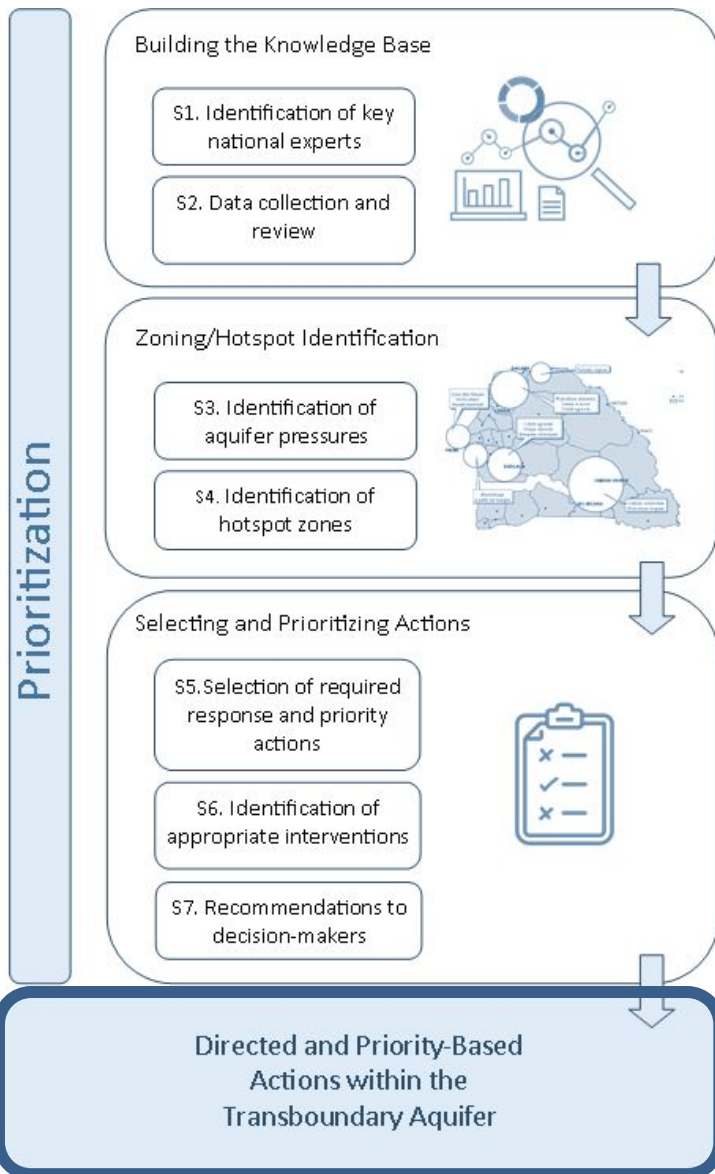 Building the Knowledge Base
S1. Identification of key
national experts
S2. Data collection and
review
Zoning/Hotspot Identification
S3. Identification of
aquifer pressures
S4. Identification of
hotspot zones
Selecting and Prioritizing Actions
S5.Selection of required
response and priority
actions
S6. Identification of
appropriate interventions
S7. Recommendations to
decision-makers
Prioritization
Directed and Priority-Based
Actions within the
Transboundary Aquifer